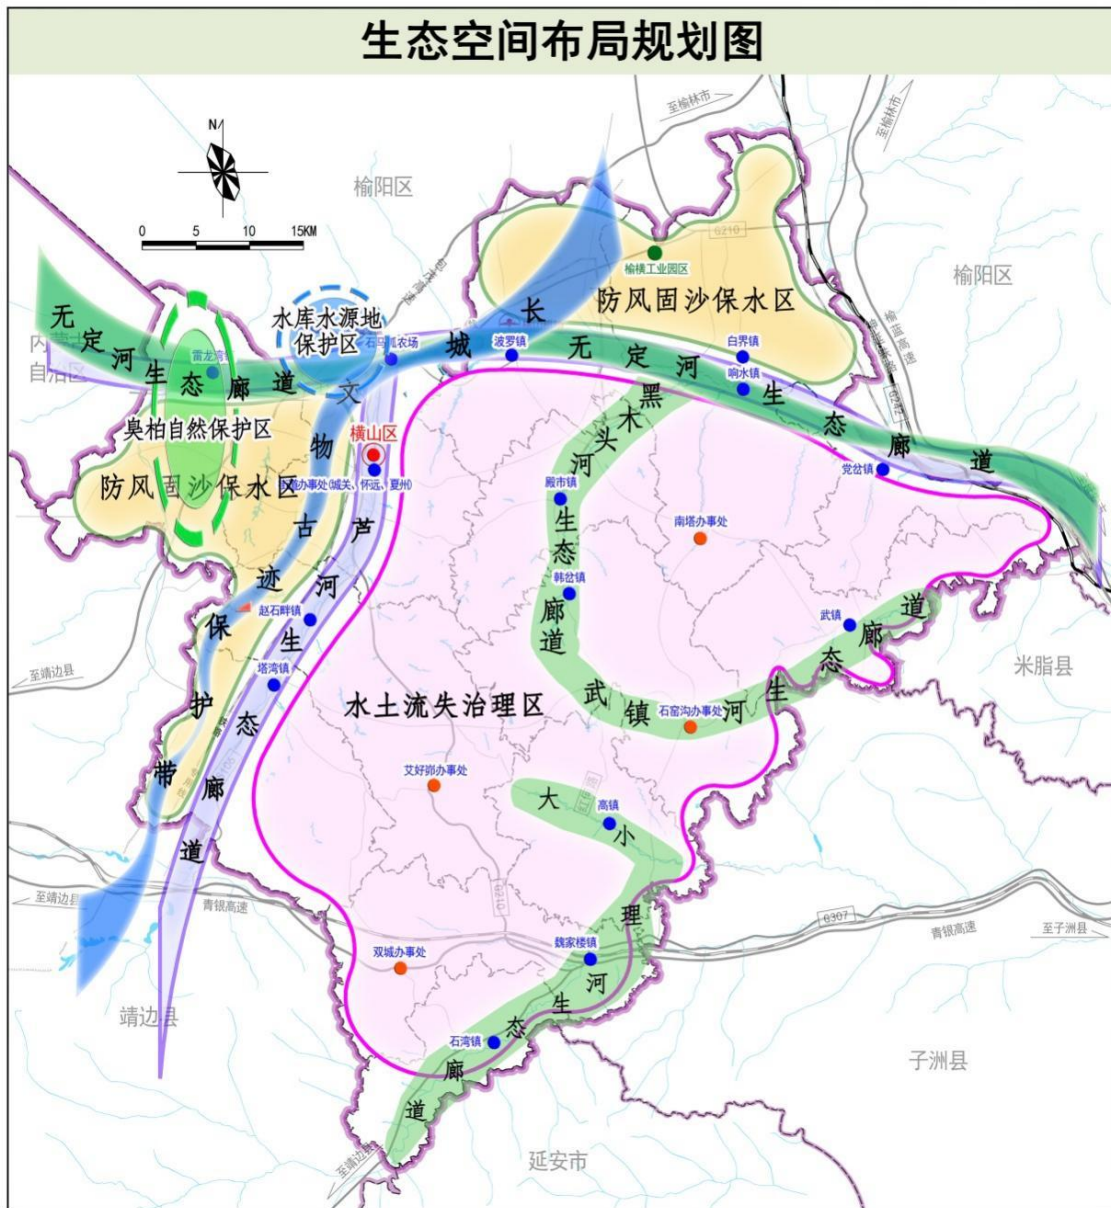 生态空间布局规划图
至榆林市
至榆林市
N
榆阳区
0 5 10 15KM
G210
榆横工业园区
榆阳区
防风固沙保水区
长城文物古迹保护带
水库水源地
保护区
石马坬农场
波罗镇
白界镇
响水镇
无定河生态廊道
无定河生态廊道
自治区
雷龙湾镇
臭柏自然保护区
横山区
防风固沙保水区
党岔镇
黑木头河生态廊道
殿市镇
南塔办事处
韩岔镇
芦河生态廊道
赵石畔镇
武镇
塔湾镇
米脂县
至靖边县
水土流失治理区
武镇河生态廊道
石窑沟办事处
艾好峁办事处
高镇
大小理河生态廊道
G307
至靖边县
青银高速
青银高速
至子洲县
魏家楼镇
双城办事处
靖边县
石湾镇
子洲县
至靖边县
延安市